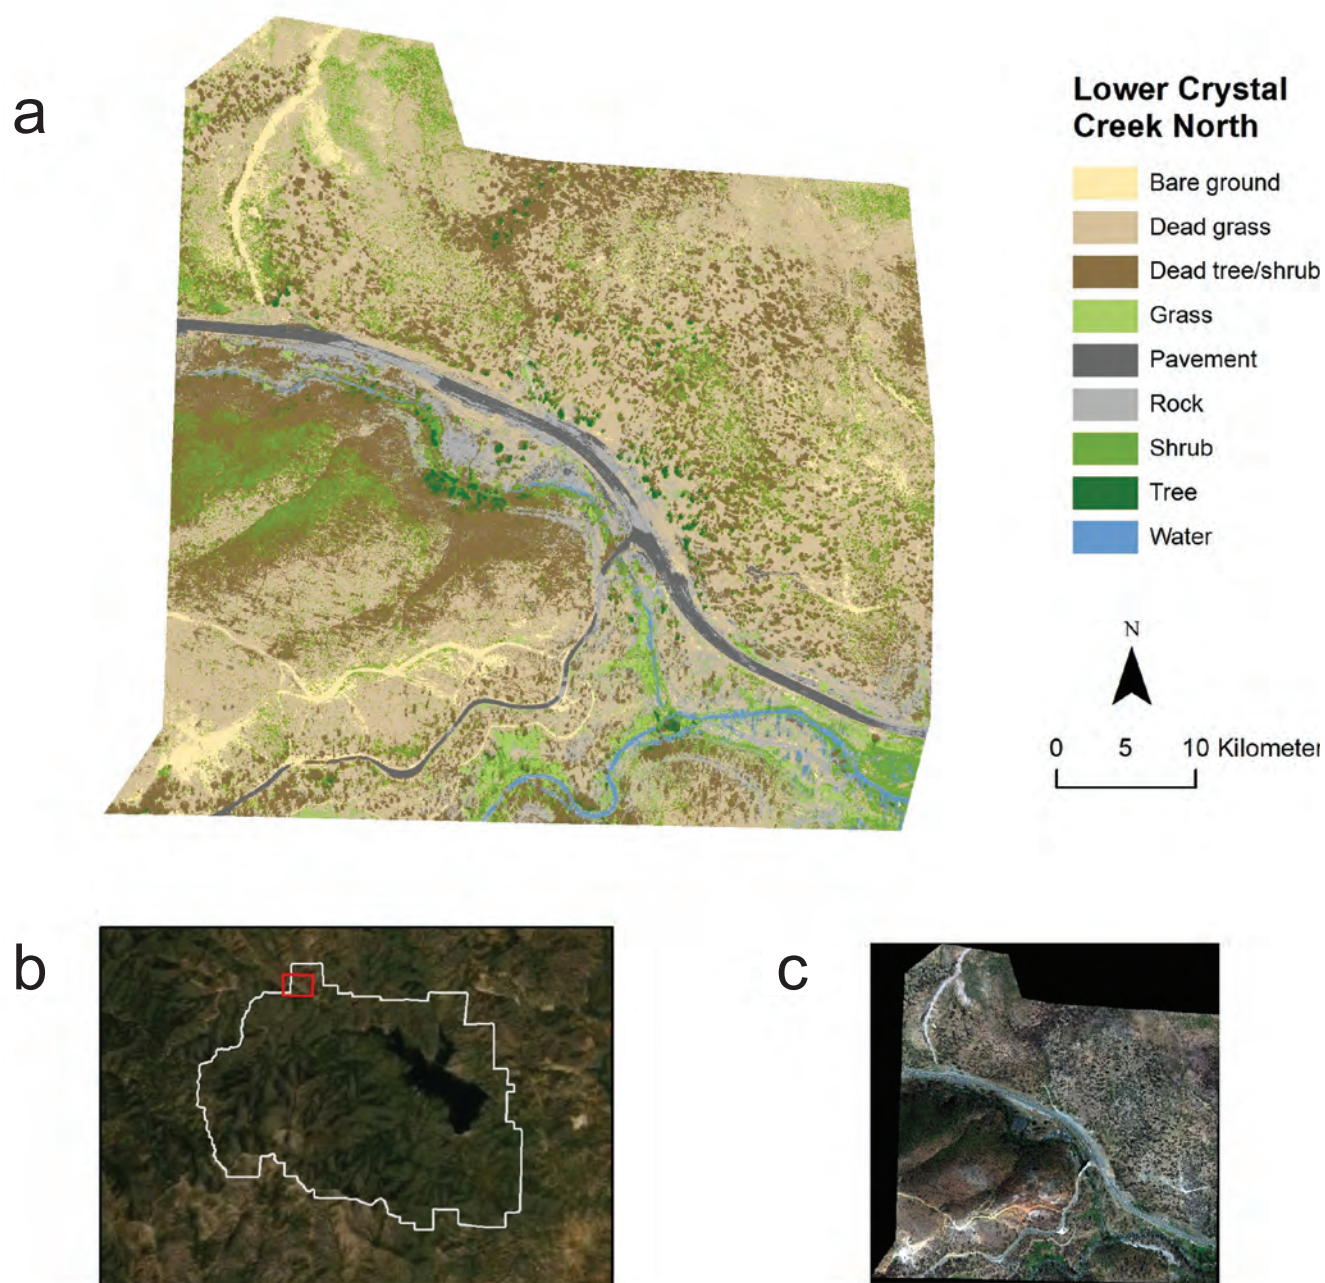 a
Lower Crystal
Creek North
Bare ground
Dead grass
Dead tree/shrub
Grass
Pavement
Rock
Shrub
Tree
Water
N
0 5 10 Kilometer
b
c